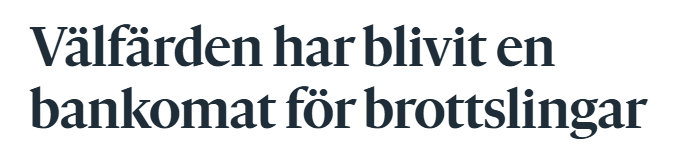 Välfärden har blivit en
bankomat för brottslingar